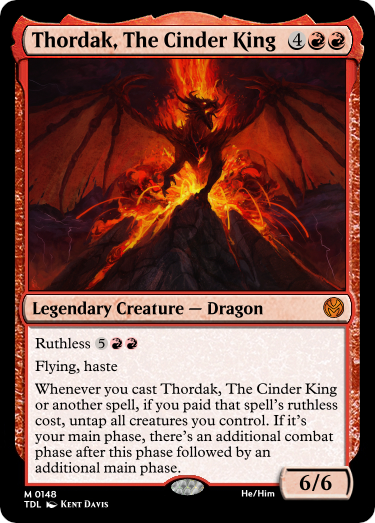 Thordak, The Cinder King 4
Legendary Creature — Dragon
Ruthless 5
Flying, haste
Whenever you cast Thordak, The Cinder King
or another spell, if you paid that spell's ruthless
cost, untap all creatures you control. If it's
your main phase, there's an additional combat
phase after this phase followed by an
additional main phase.
6/6
M 0148
He/Him
TDL Kent Davis